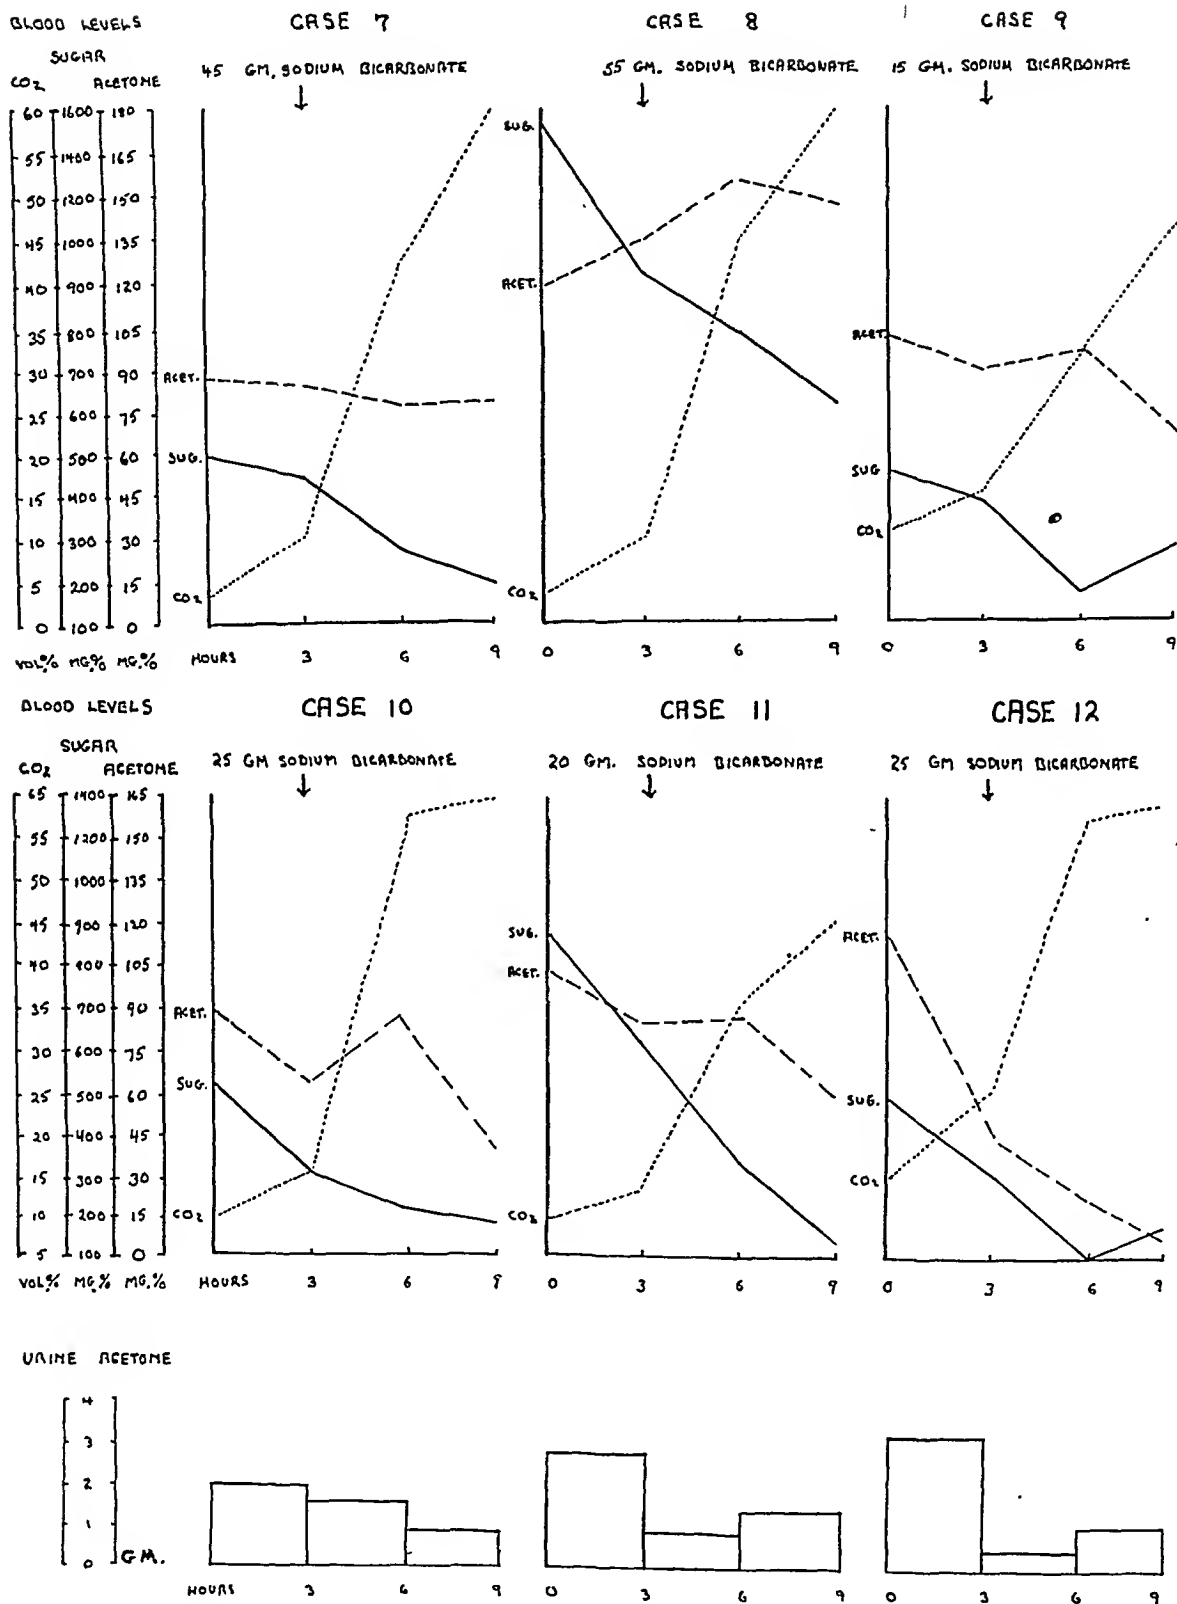 BLOOD LEVELS CASE 7 CASE 8 CASE 9
SUGAR
CO2 ACETONE 45 GM. SODIUM BICARBONATE 55 GM. SODIUM BICARBONATE 15 GM. SODIUM BICARBONATE
60 1600 180
SUG.
55 1400 165
50 1200 150
45 1000 135
40 900 120 ACET.
35 800 105 ACET.
30 700 90 ACET.
25 600 75
20 500 60 SUG. SUG
15 400 45
10 300 30 CO2
5 200 15 CO2 CO2
0 100 0
VOL.% MG.% MG.% HOURS 3 6 9 0 3 6 9 0 3 6 9
BLOOD LEVELS CASE 10 CASE 11 CASE 12
SUGAR
CO2 ACETONE 25 GM SODIUM BICARBONATE 20 GM. SODIUM BICARBONATE 25 GM SODIUM BICARBONATE
65 1400 165
55 1200 150
50 1000 135
45 900 120 SUG. ACET.
40 800 105 ACET.
35 700 90 ACET.
30 600 75
25 500 60 SUG. SUG.
20 400 45
15 300 30 CO2
10 200 15 CO2 CO2
5 100 0
VOL.% MG.% MG.% HOURS 3 6 9 0 3 6 9 0 3 6 9
URINE ACETONE
4
3
2
1
0 GM.
HOURS 3 6 9 0 3 6 9 0 3 6 9